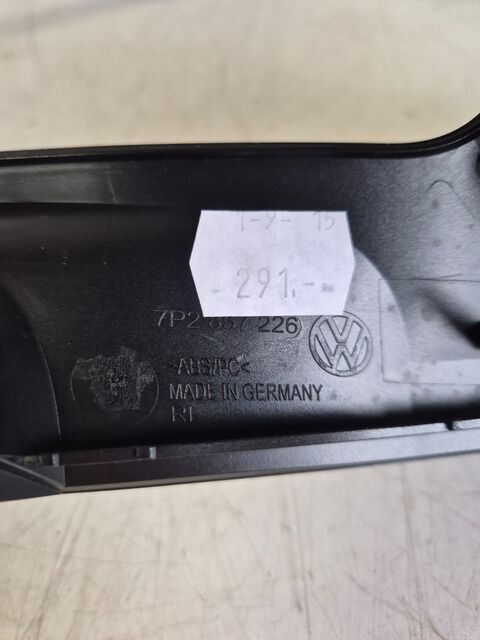 1-9- 15
291.-
7P2 857 226
>ABS/PC<
MADE IN GERMANY